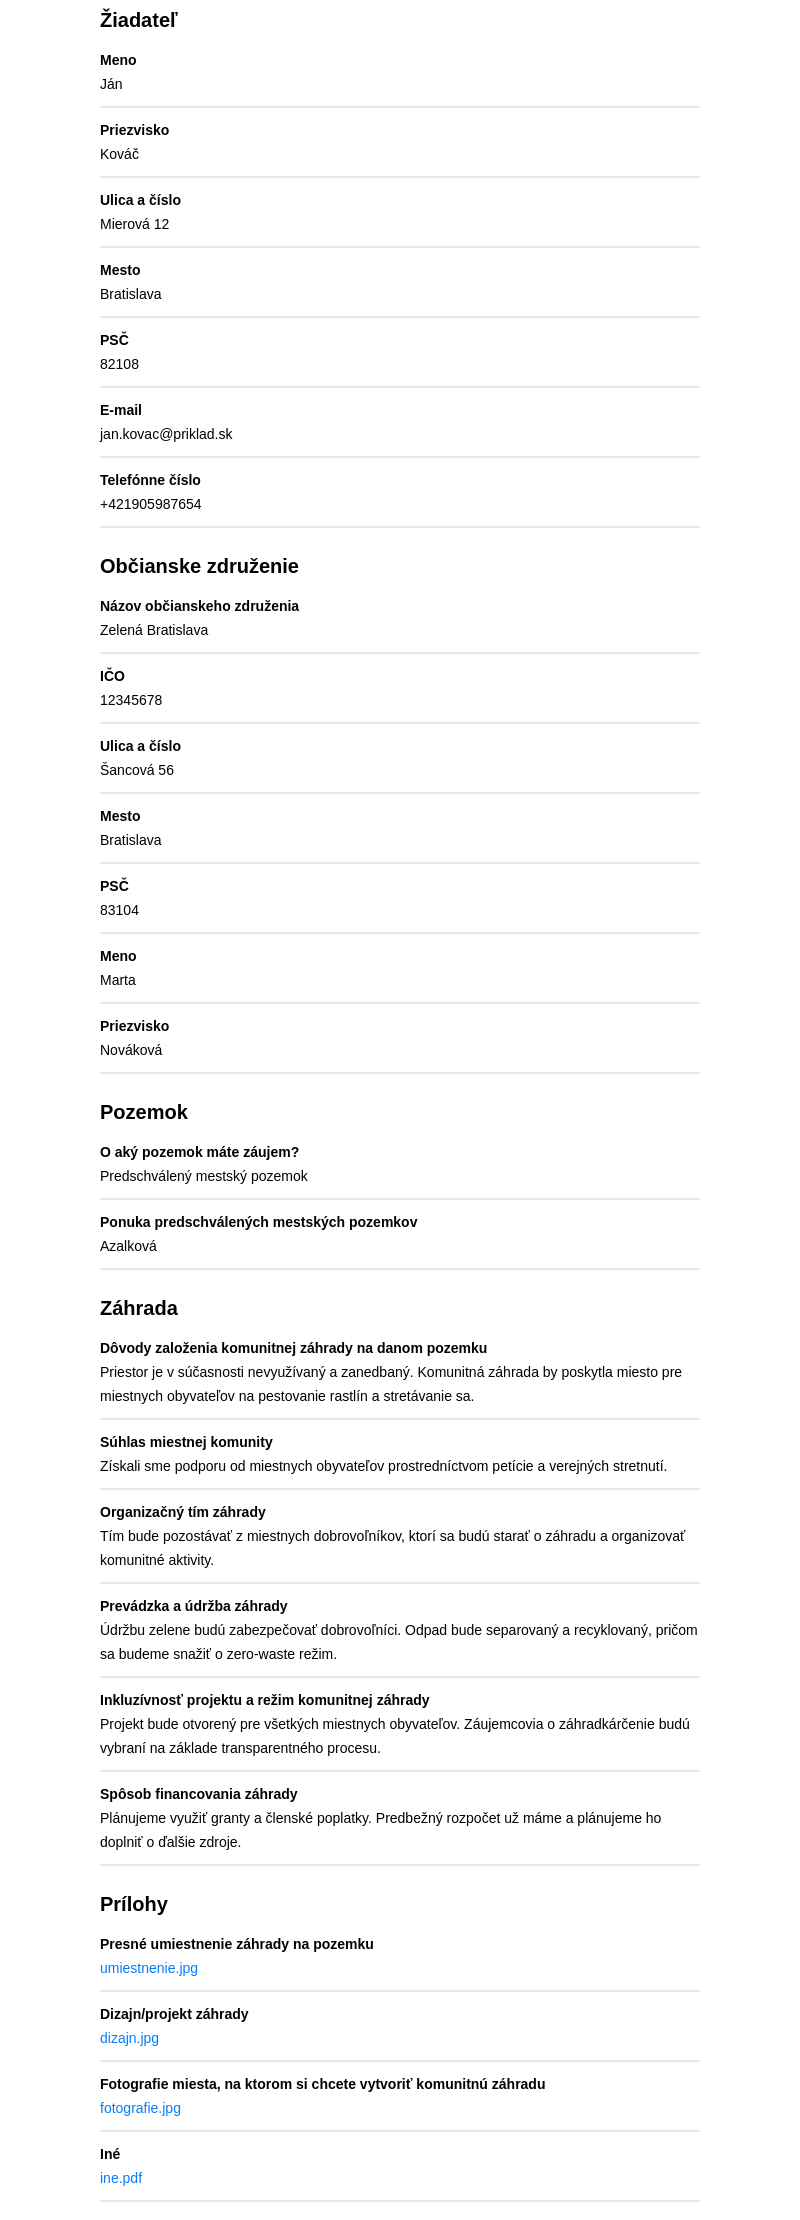 Žiadateľ
Meno
Ján
Priezvisko
Kováč
Ulica a číslo
Mierová 12
Mesto
Bratislava
PSČ
82108
E-mail
jan.kovac@priklad.sk
Telefónne číslo
+421905987654
Občianske združenie
Názov občianskeho združenia
Zelená Bratislava
IČO
12345678
Ulica a číslo
Šancová 56
Mesto
Bratislava
PSČ
83104
Meno
Marta
Priezvisko
Nováková
Pozemok
O aký pozemok máte záujem?
Predschválený mestský pozemok
Ponuka predschválených mestských pozemkov
Azalková
Záhrada
Dôvody založenia komunitnej záhrady na danom pozemku
Priestor je v súčasnosti nevyužívaný a zanedbaný. Komunitná záhrada by poskytla miesto pre
miestnych obyvateľov na pestovanie rastlín a stretávanie sa.
Súhlas miestnej komunity
Získali sme podporu od miestnych obyvateľov prostredníctvom petície a verejných stretnutí.
Organizačný tím záhrady
Tím bude pozostávať z miestnych dobrovoľníkov, ktorí sa budú starať o záhradu a organizovať
komunitné aktivity.
Prevádzka a údržba záhrady
Údržbu zelene budú zabezpečovať dobrovoľníci. Odpad bude separovaný a recyklovaný, pričom
sa budeme snažiť o zero-waste režim.
Inkluzívnosť projektu a režim komunitnej záhrady
Projekt bude otvorený pre všetkých miestnych obyvateľov. Záujemcovia o záhradkárčenie budú
vybraní na základe transparentného procesu.
Spôsob financovania záhrady
Plánujeme využiť granty a členské poplatky. Predbežný rozpočet už máme a plánujeme ho
doplniť o ďalšie zdroje.
Prílohy
Presné umiestnenie záhrady na pozemku
umiestnenie.jpg
Dizajn/projekt záhrady
dizajn.jpg
Fotografie miesta, na ktorom si chcete vytvoriť komunitnú záhradu
fotografie.jpg
Iné
ine.pdf